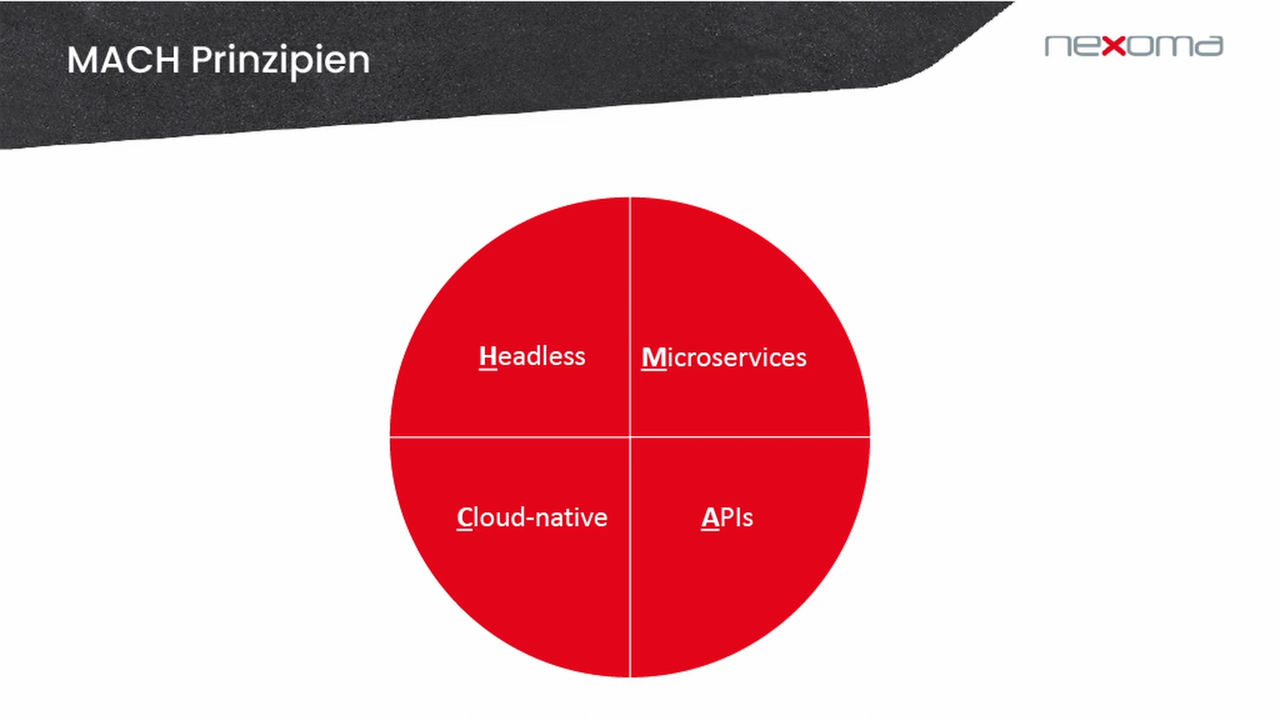 MACH Prinzipien
nexoma
Headless
Microservices
Cloud-native
APIs